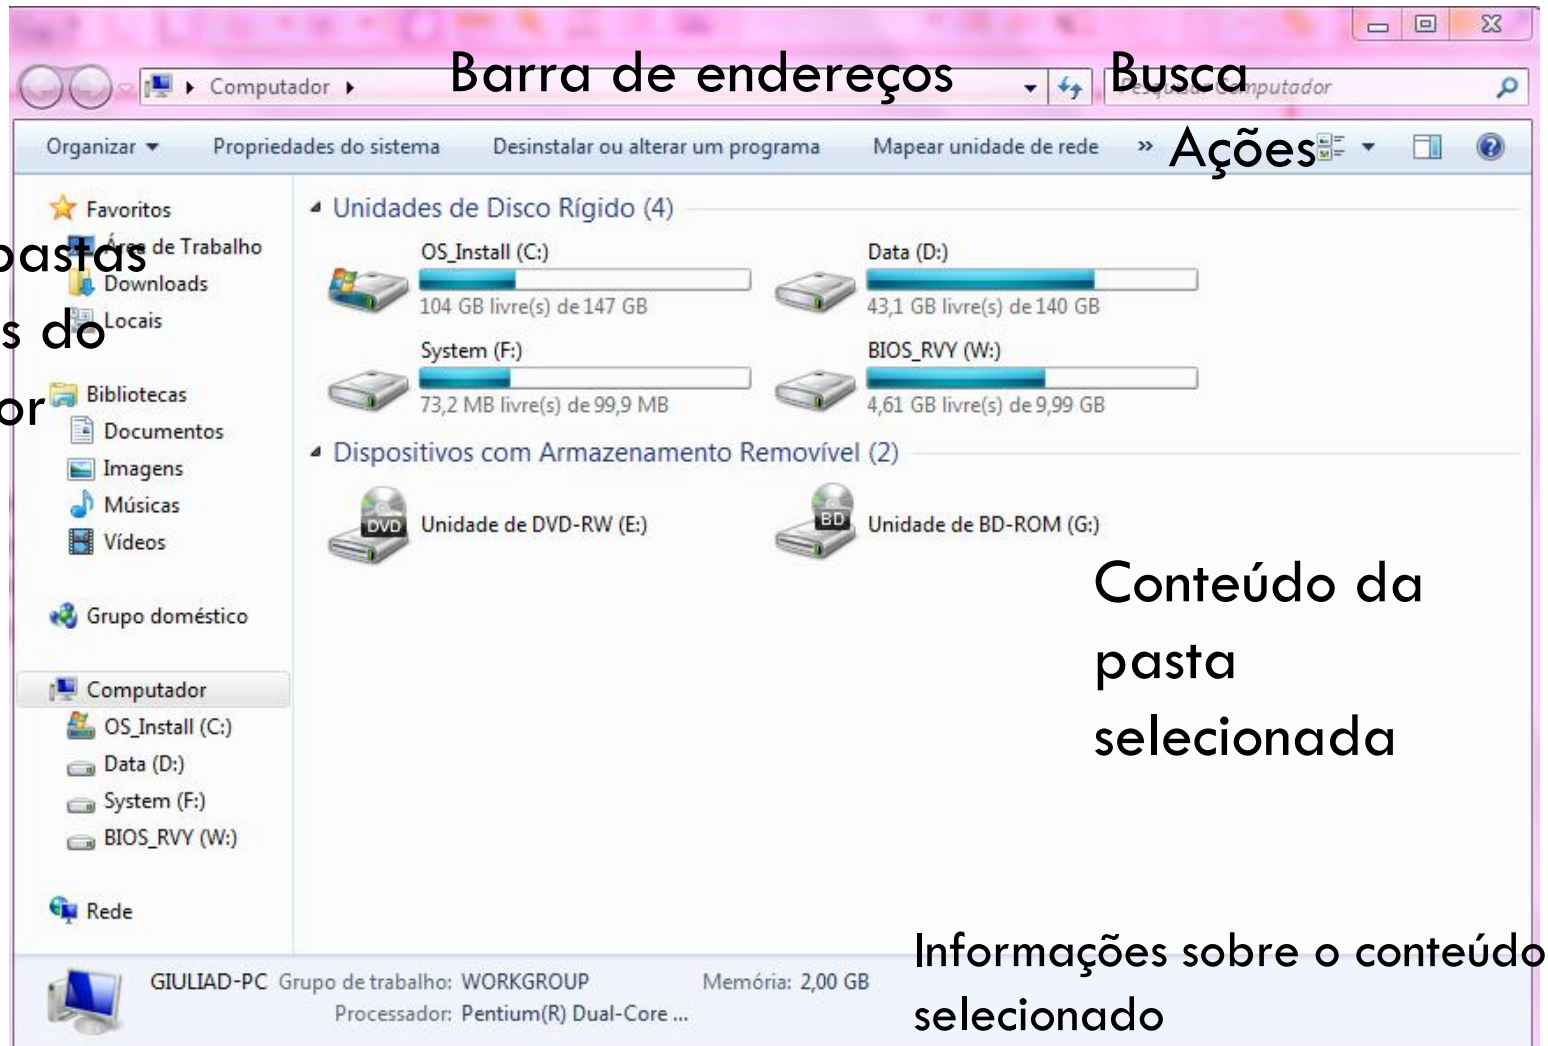 Barra de endereços
Busca
Computador
Computador
Organizar
Propriedades do sistema
Desinstalar ou alterar um programa
Mapear unidade de rede
»
Ações
Favoritos
Área de Trabalho
Downloads
Locais
pastas
s do
or
Bibliotecas
Documentos
Imagens
Músicas
Vídeos
Grupo doméstico
Computador
OS_Install (C:)
Data (D:)
System (F:)
BIOS_RVY (W:)
Rede
Unidades de Disco Rígido (4)
OS_Install (C:)
104 GB livre(s) de 147 GB
Data (D:)
43,1 GB livre(s) de 140 GB
System (F:)
73,2 MB livre(s) de 99,9 MB
BIOS_RVY (W:)
4,61 GB livre(s) de 9,99 GB
Dispositivos com Armazenamento Removível (2)
DVD
Unidade de DVD-RW (E:)
BD
Unidade de BD-ROM (G:)
Conteúdo da
pasta
selecionada
GIULIAD-PC Grupo de trabalho: WORKGROUP Memória: 2,00 GB
Processador: Pentium(R) Dual-Core ...
Informações sobre o conteúdo
selecionado